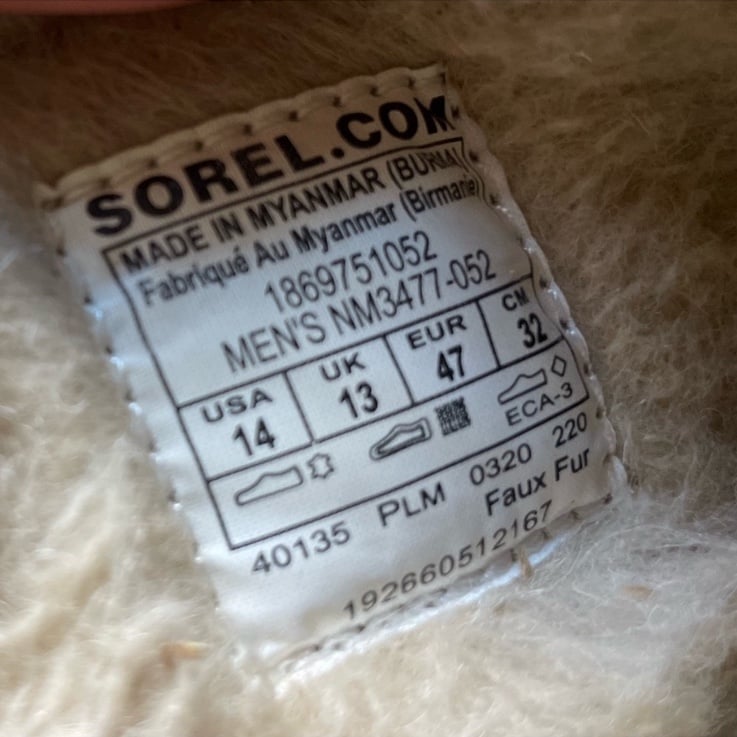 SOREL.COM
MADE IN MYANMAR (BURMA)
Fabriqué Au Myanmar (Birmanie)
1869751052
MEN'S NM3477-052
USA UK EUR CM
14 13 47 32
ECA-3
40135 PLM 0320 220
Faux Fur
192660512167